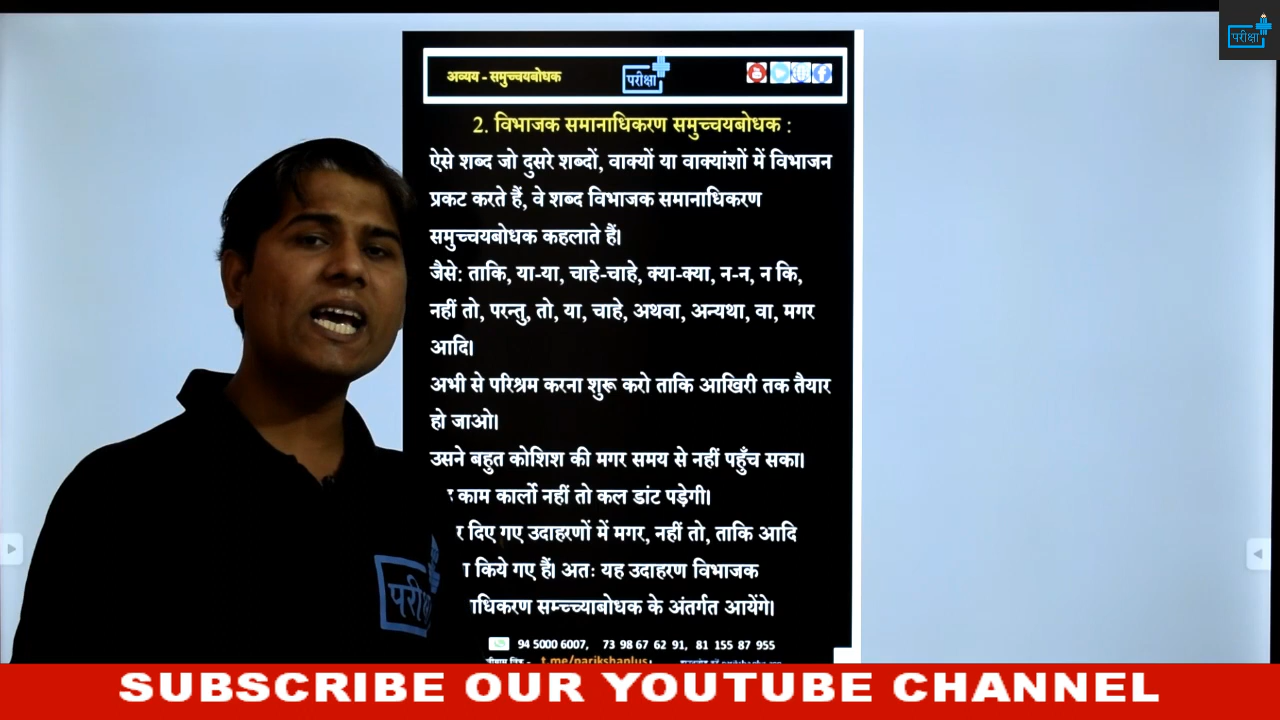 परीक्षा
अव्यय - समुच्चयबोधक
परीक्षा
2. विभाजक समानाधिकरण समुच्चयबोधक :
ऐसे शब्द जो दुसरे शब्दों, वाक्यों या वाक्यांशों में विभाजन
प्रकट करते हैं, वे शब्द विभाजक समानाधिकरण
समुच्चयबोधक कहलाते हैं।
जैसे: ताकि, या-या, चाहे-चाहे, क्या-क्या, न-न, न कि,
नहीं तो, परन्तु, तो, या, चाहे, अथवा, अन्यथा, वा, मगर
आदि।
अभी से परिश्रम करना शुरू करो ताकि आखिरी तक तैयार
हो जाओ।
उसने बहुत कोशिश की मगर समय से नहीं पहुँच सका।
काम कार्लो नहीं तो कल डांट पड़ेगी।
र दिए गए उदाहरणों में मगर, नहीं तो, ताकि आदि
किये गए हैं। अतः यह उदाहरण विभाजक
ाधिकरण सम्च्च्याबोधक के अंतर्गत आयेंगे।
94 5000 6007, 73 98 67 62 91, 81 155 87 955
t.me/parikshaplus
परीक्षा
SUBSCRIBE OUR YOUTUBE CHANNEL